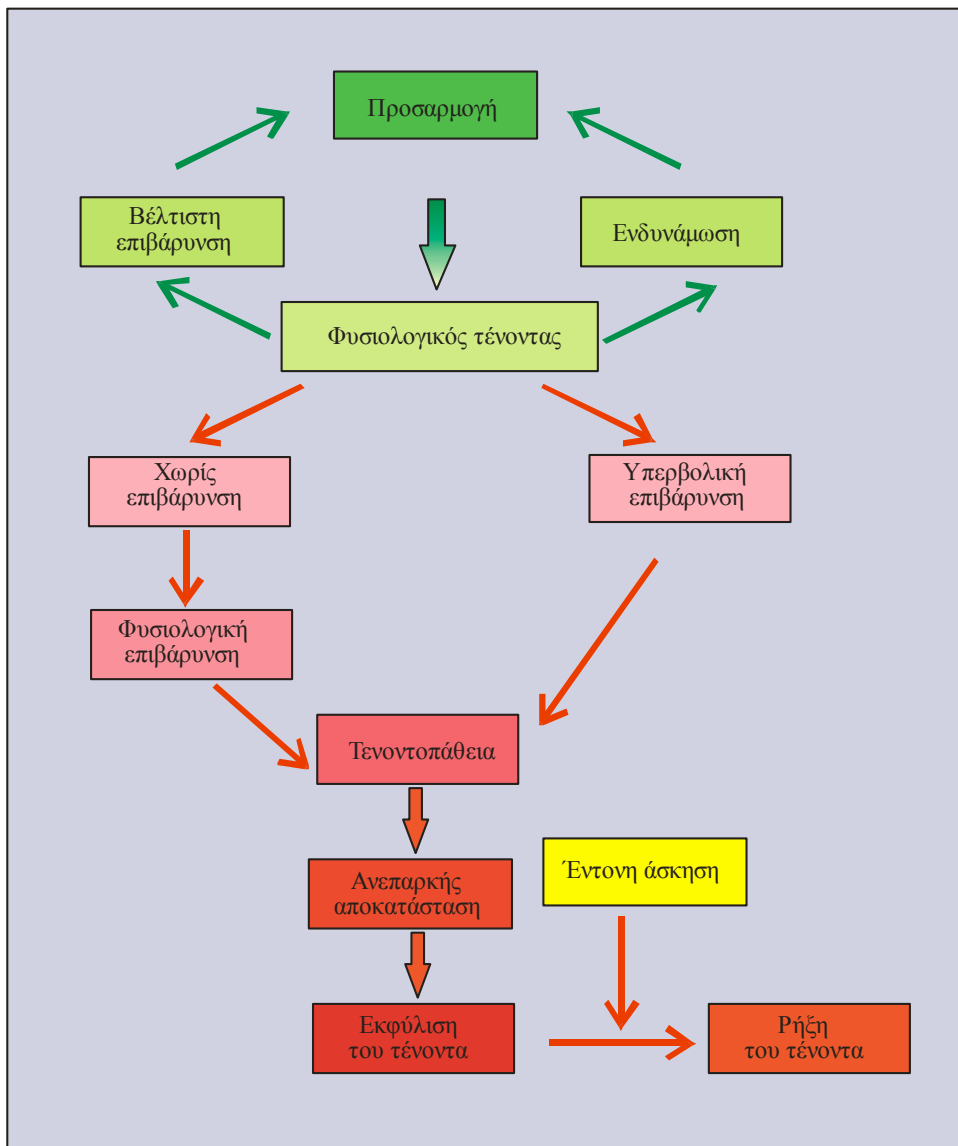 Προσαρμογή
Βέλτιστη
επιβάρυνση
Ενδυνάμωση
Φυσιολογικός τένοντας
Χωρίς
επιβάρυνση
Υπερβολική
επιβάρυνση
Φυσιολογική
επιβάρυνση
Τενοντοπάθεια
Ανεπαρκής
αποκατάσταση
Έντονη άσκηση
Εκφύλιση
του τένοντα
Ρήξη
του τένοντα